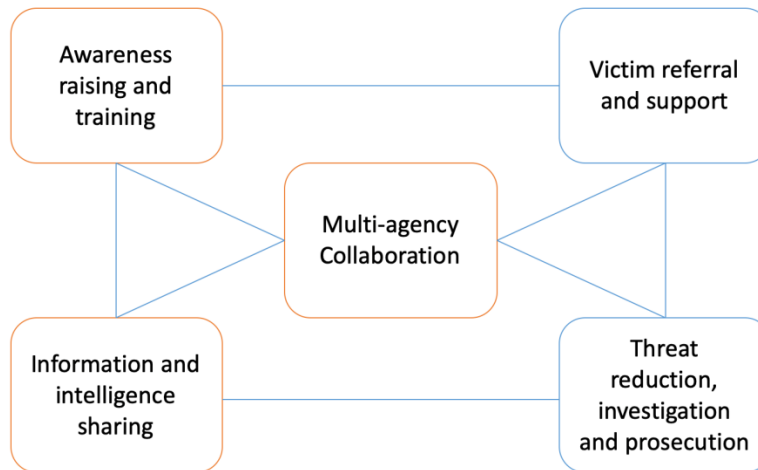 Awareness
raising and
training
Victim referral
and support
Multi-agency
Collaboration
Information and
intelligence
sharing
Threat
reduction,
investigation
and prosecution